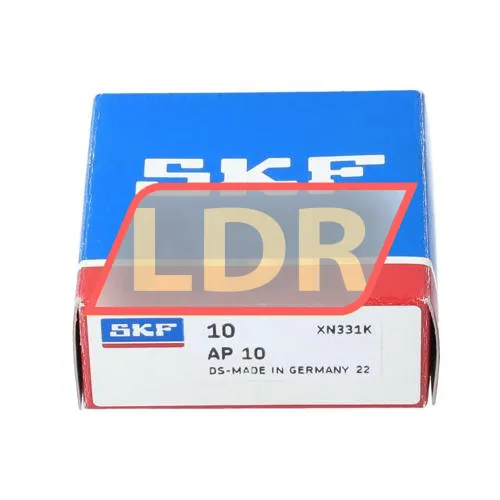 SKF
LDR
SKF 10 XN331K
AP 10
DS-MADE IN GERMANY 22